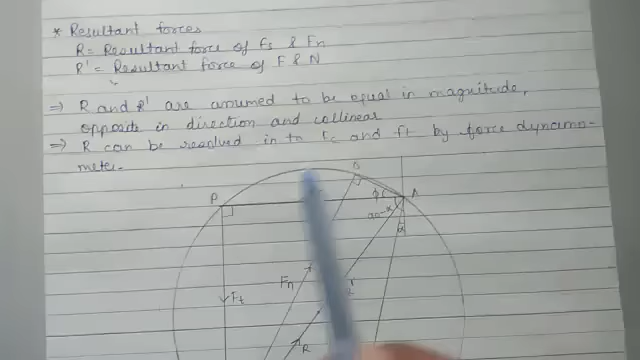 * Resultant forces
R = Resultant force of Fs & Fn
R' = Resultant force of F & N
⇒ R and R' are assumed to be equal in magnitude,
opposite in direction and collinear
⇒ R can be resolved in to Fc and Ft by force dynamo-
meter.
B
P
ϕ
A
90-α
α
Ft
Fn
R